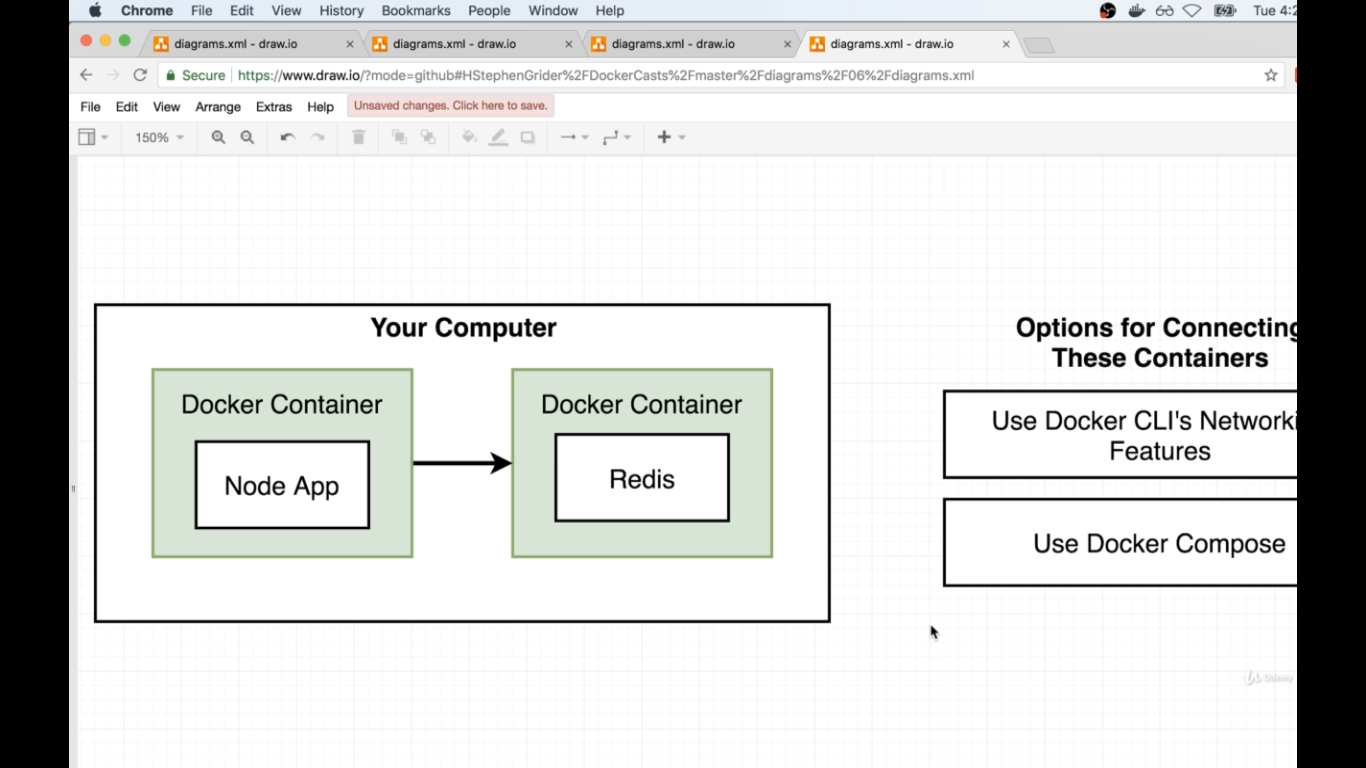 Chrome File Edit View History Bookmarks People Window Help Tue 4:2
diagrams.xml - draw.io diagrams.xml - draw.io diagrams.xml - draw.io diagrams.xml - draw.io
Secure https://www.draw.io/?mode=github#HStephenGrider%2FDockerCasts%2Fmaster%2Fdiagrams%2F06%2Fdiagrams.xml
File Edit View Arrange Extras Help Unsaved changes. Click here to save.
150%
Your Computer
Docker Container
Node App
Docker Container
Redis
Options for Connecting
These Containers
Use Docker CLI's Networki
Features
Use Docker Compose
Udemy